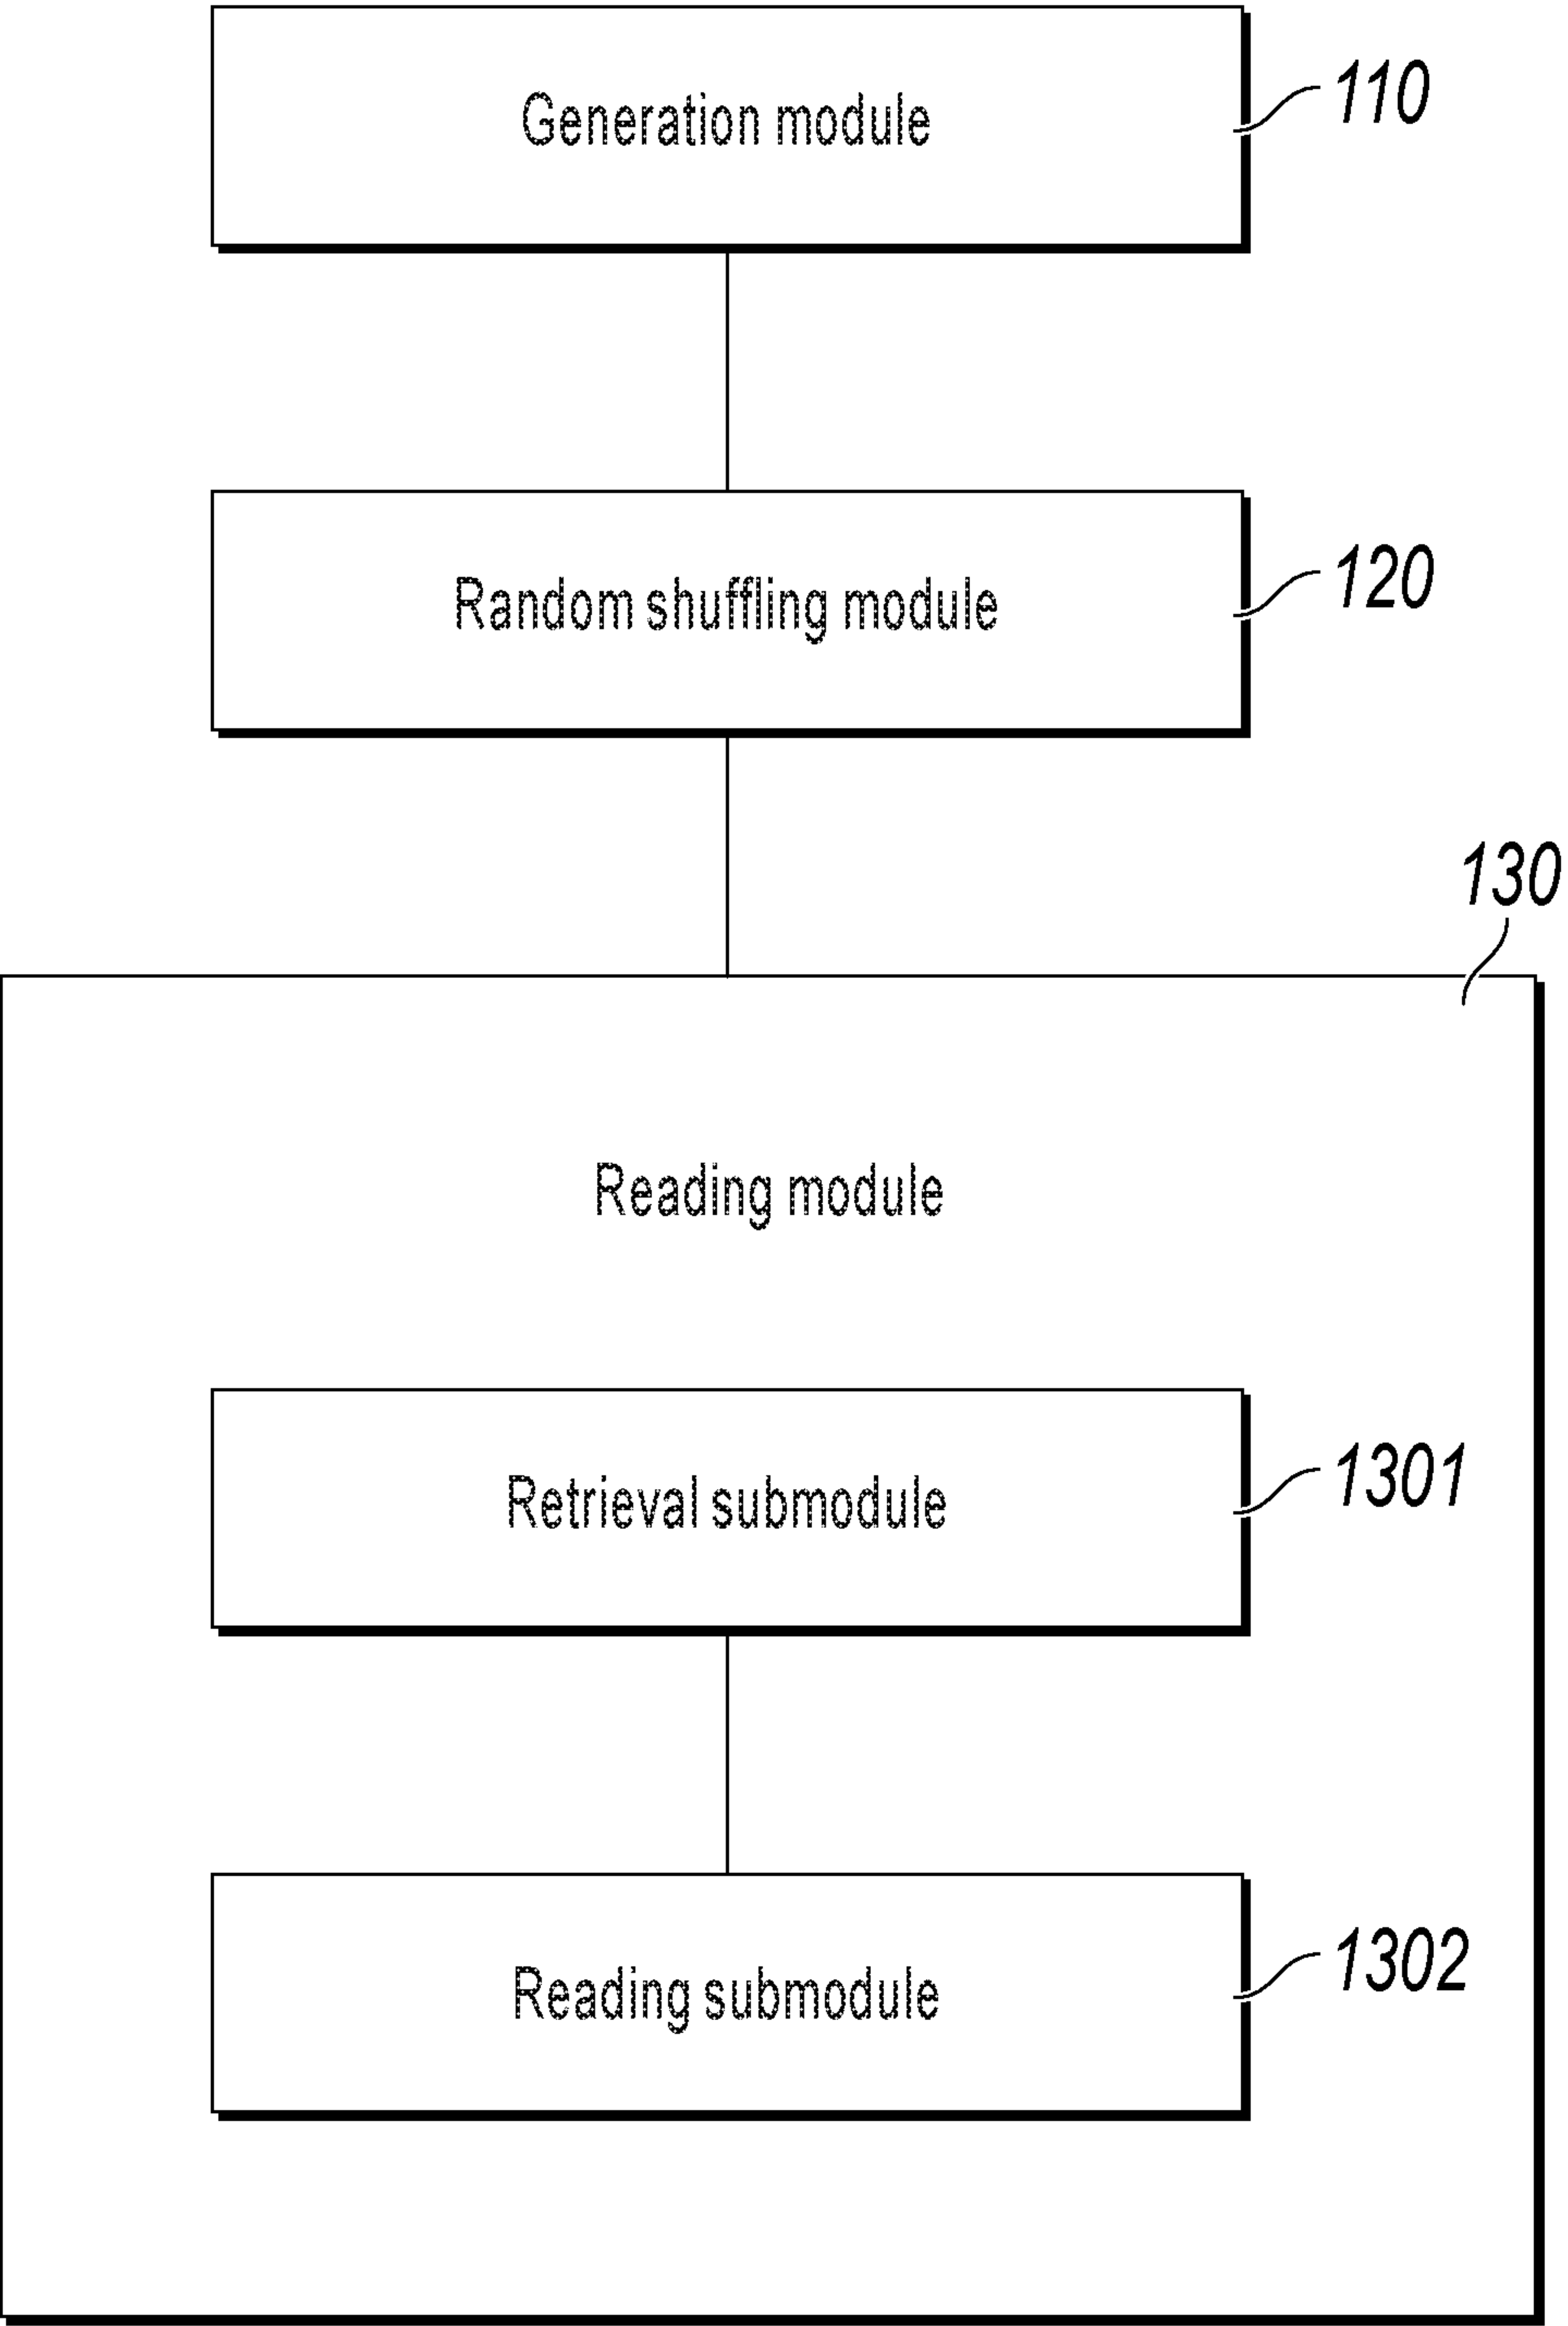 Generation module
110
Random shuffling module
120
130
Reading module
Retrieval submodule
1301
Reading submodule
1302